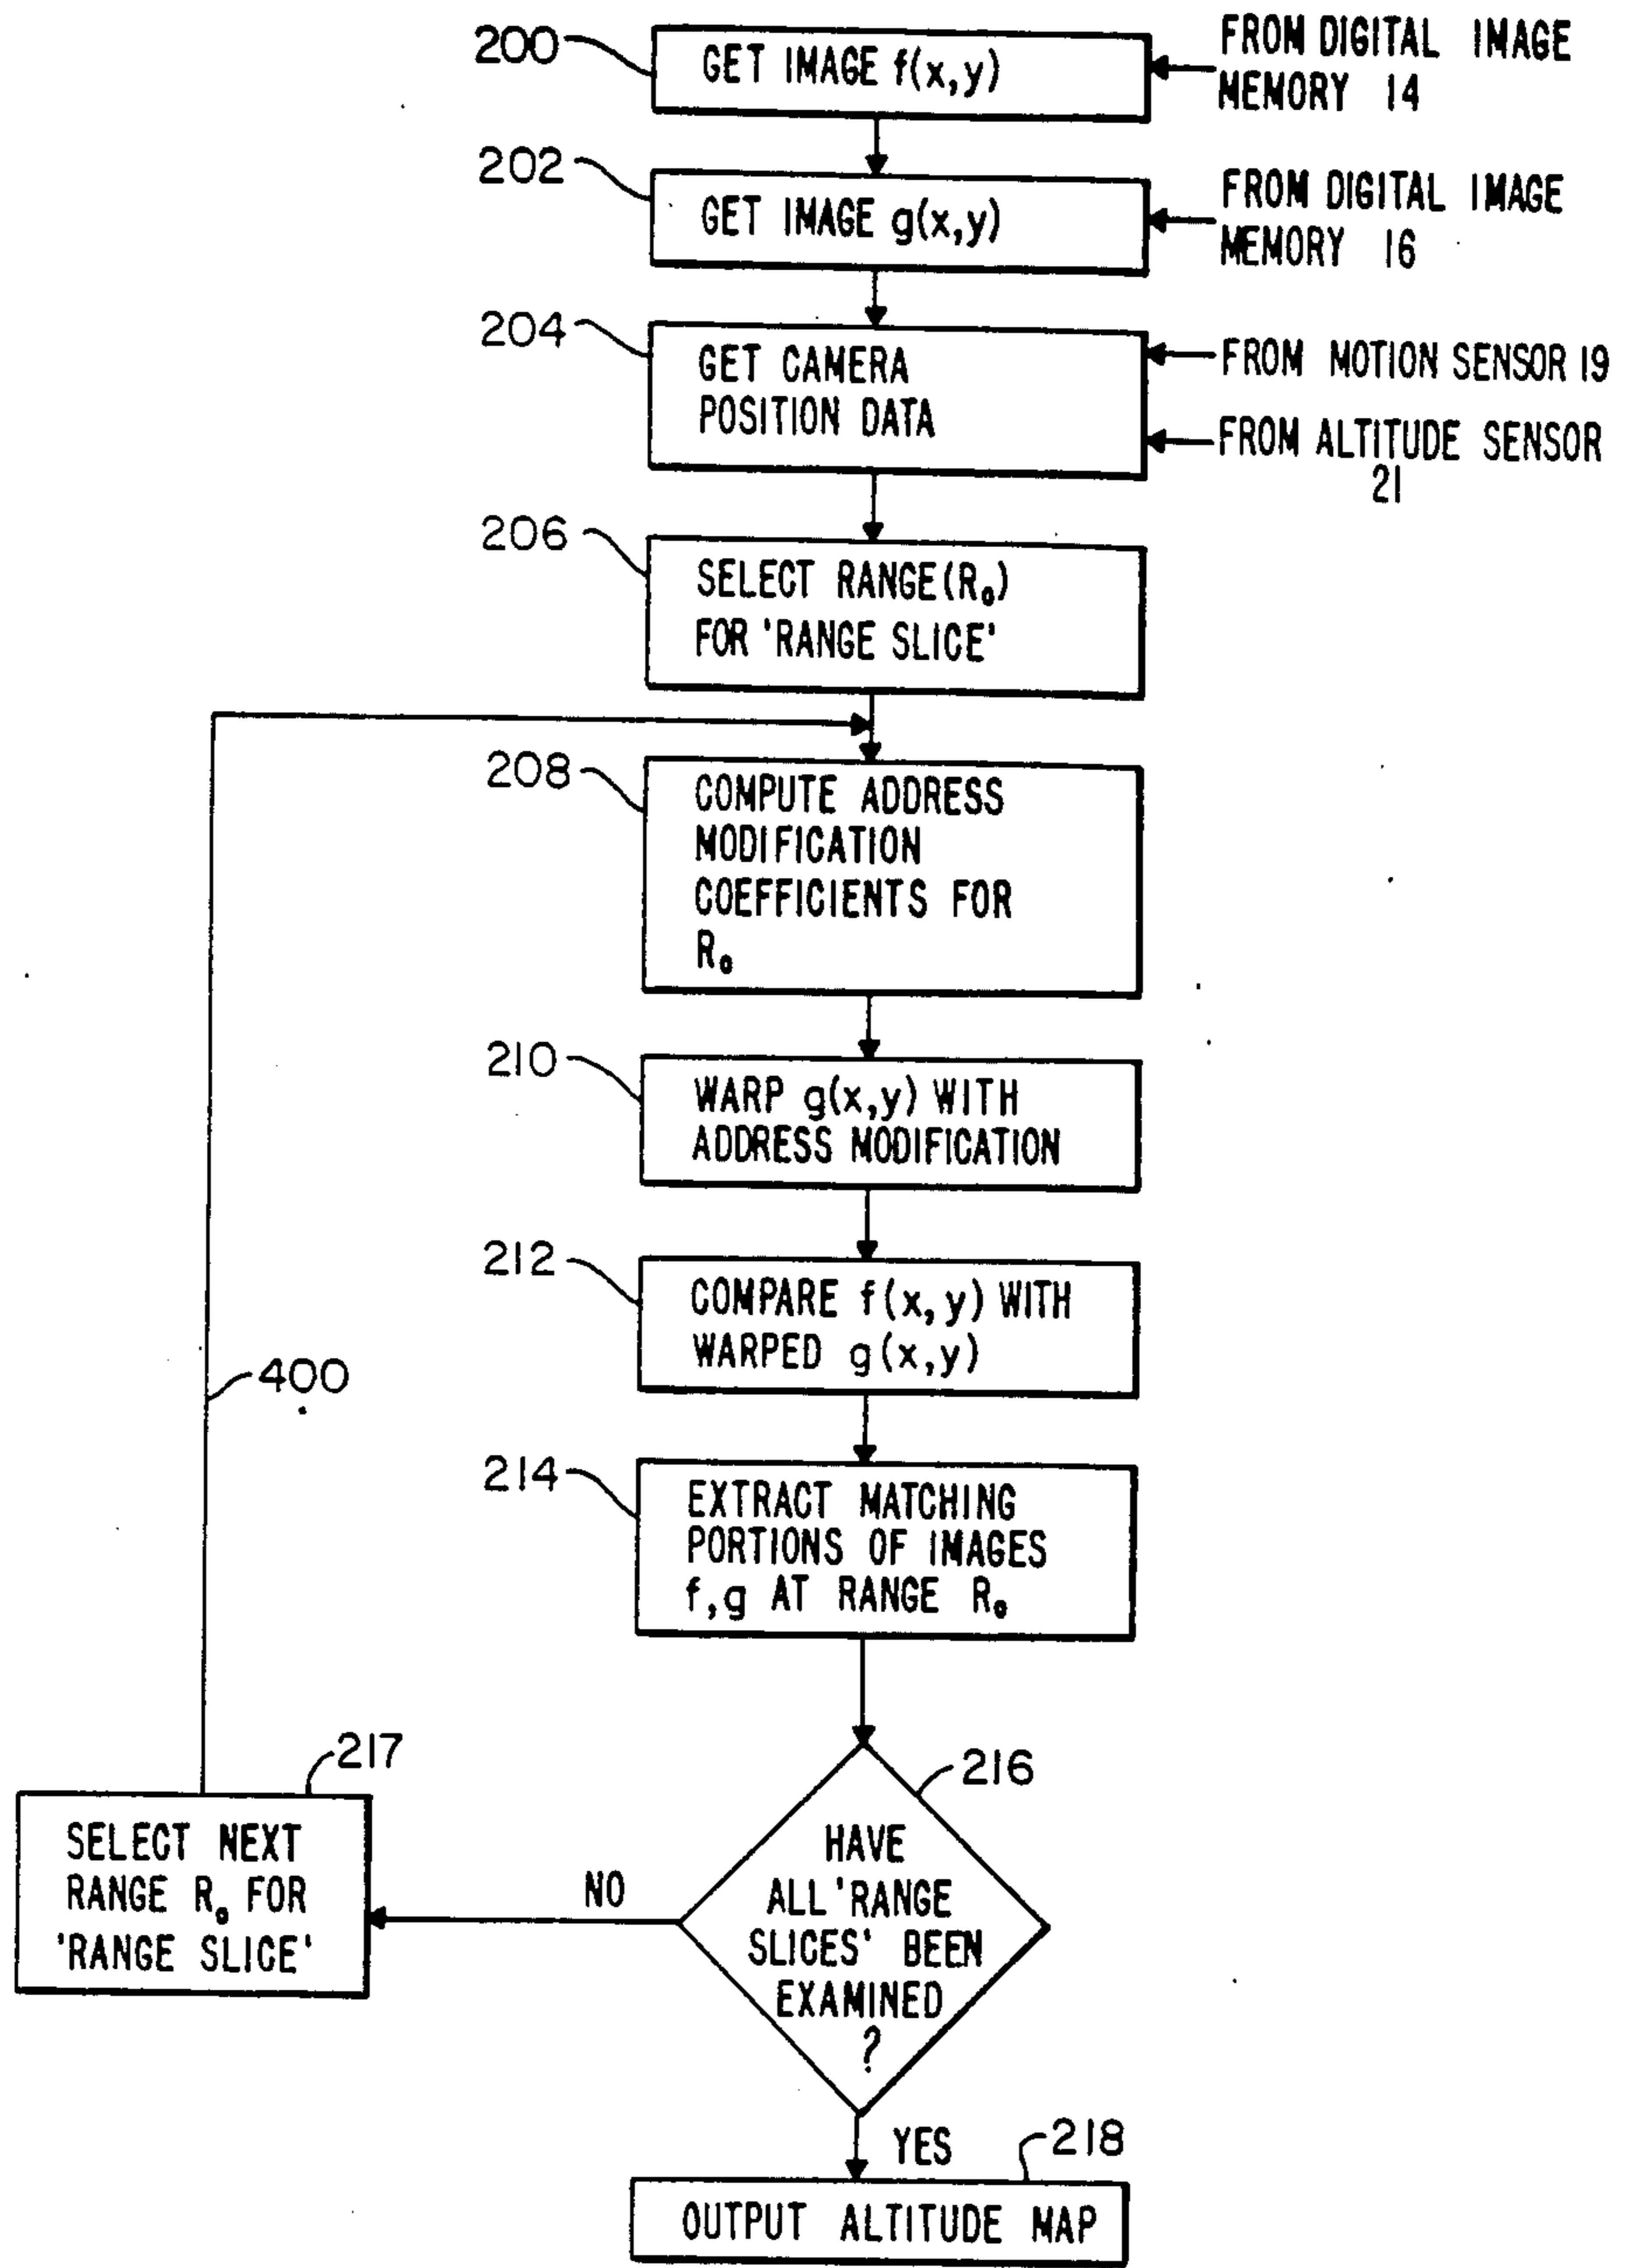 200
GET IMAGE f(x,y)
FROM DIGITAL IMAGE
MEMORY 14
202
GET IMAGE g(x,y)
FROM DIGITAL IMAGE
MEMORY 16
204
GET CAMERA
POSITION DATA
FROM MOTION SENSOR 19
FROM ALTITUDE SENSOR
21
206
SELECT RANGE(R₀)
FOR 'RANGE SLICE'
208
COMPUTE ADDRESS
MODIFICATION
COEFFICIENTS FOR
R₀
210
WARP g(x,y) WITH
ADDRESS MODIFICATION
212
COMPARE f(x,y) WITH
WARPED g(x,y)
400
214
EXTRACT MATCHING
PORTIONS OF IMAGES
f,g AT RANGE R₀
217
SELECT NEXT
RANGE R₀ FOR
'RANGE SLICE'
NO
216
HAVE
ALL 'RANGE
SLICES' BEEN
EXAMINED
?
YES
218
OUTPUT ALTITUDE MAP